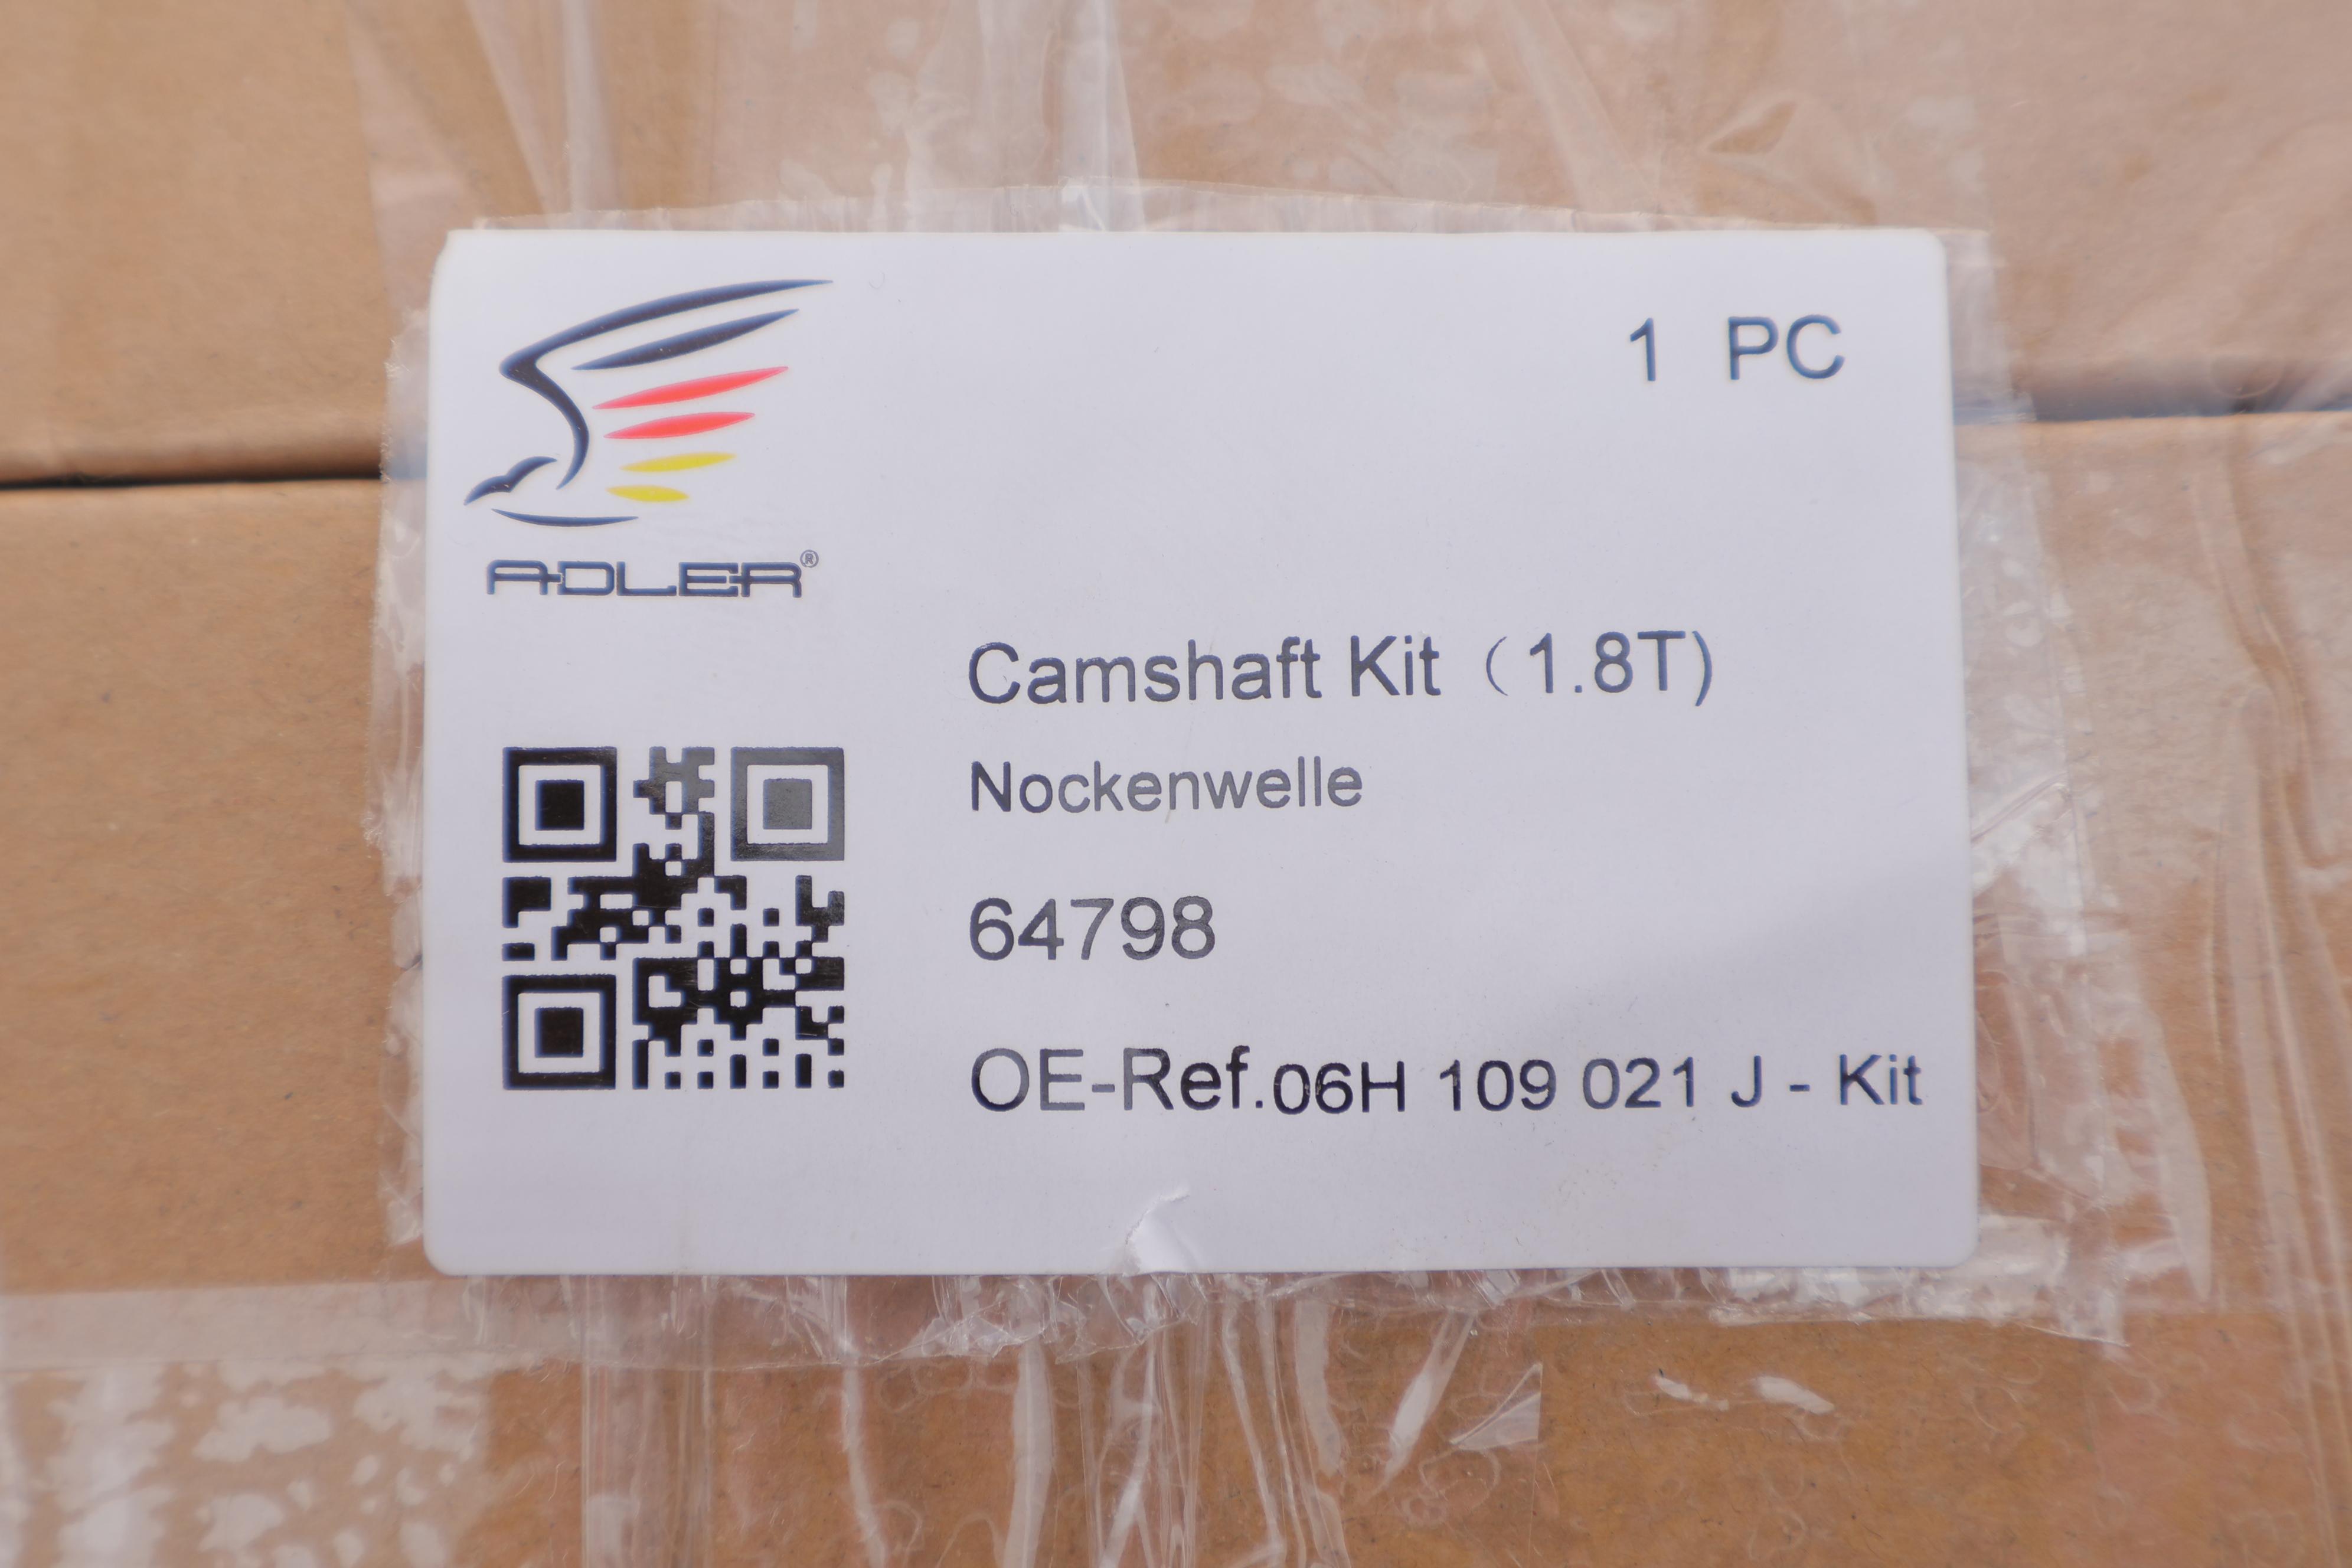 1 PC
ADLER®
Camshaft Kit（1.8T)
Nockenwelle
64798
OE-Ref.06H 109 021 J - Kit